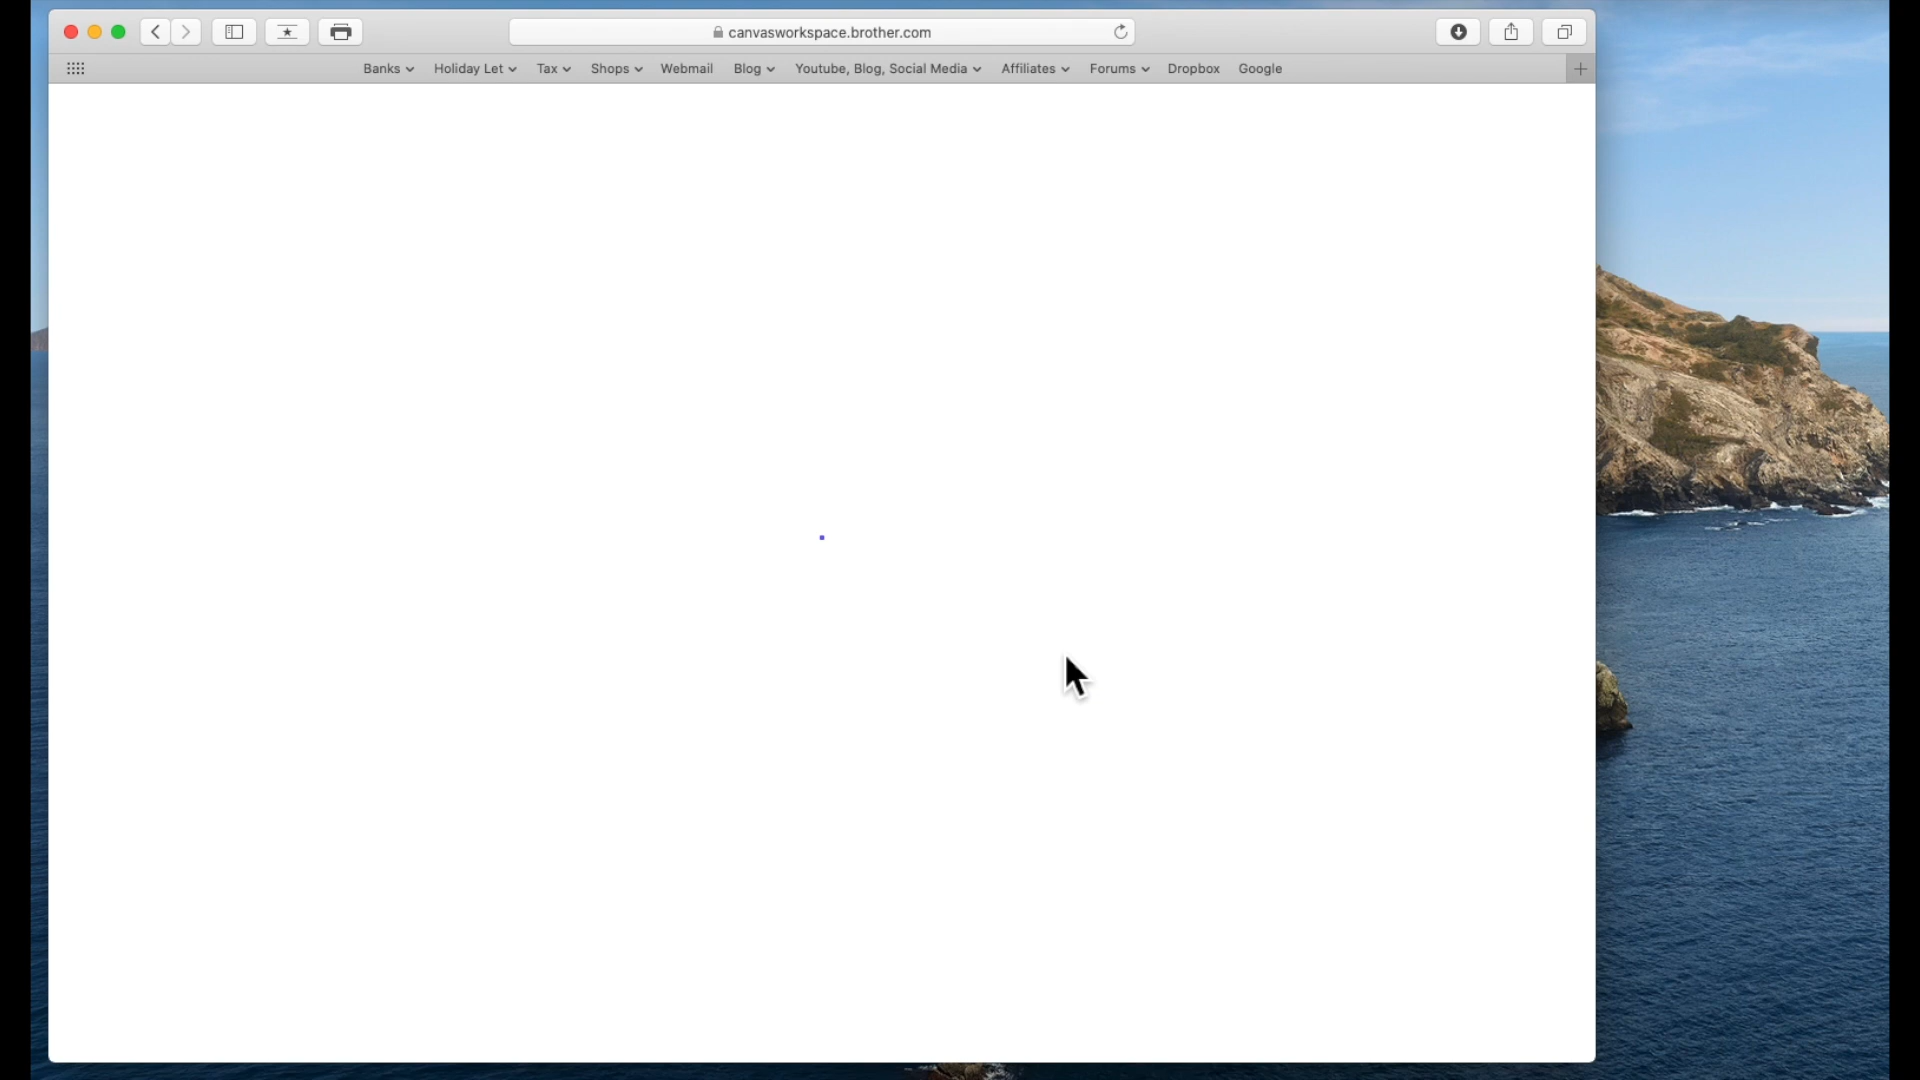 canvasworkspace.brother.com
Banks Holiday Let Tax Shops Webmail Blog Youtube, Blog, Social Media Affiliates Forums Dropbox Google